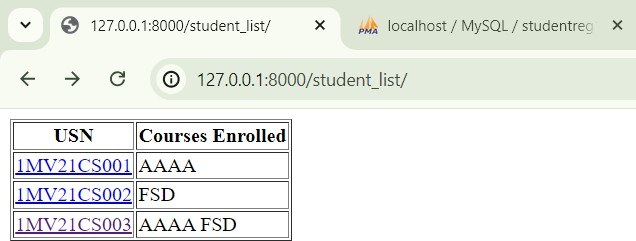 127.0.0.1:8000/student_list/
PMA localhost / MySQL / studentreg
127.0.0.1:8000/student_list/
USN Courses Enrolled
1MV21CS001 AAAA
1MV21CS002 FSD
1MV21CS003 AAAA FSD